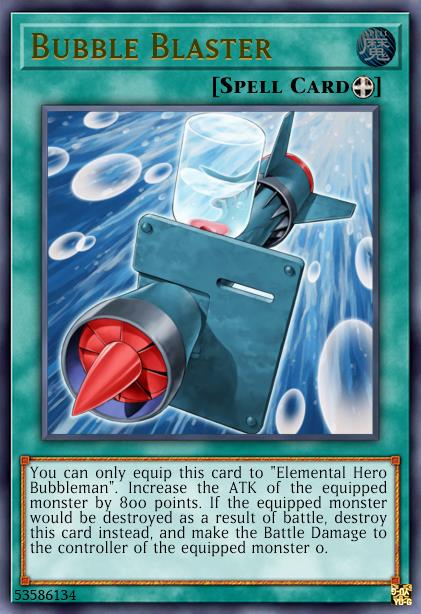 BUBBLE BLASTER
魔
[SPELL CARD]
You can only equip this card to "Elemental Hero
Bubbleman". Increase the ATK of the equipped
monster by 800 points. If the equipped monster
would be destroyed as a result of battle, destroy
this card instead, and make the Battle Damage to
the controller of the equipped monster 0.
53586134